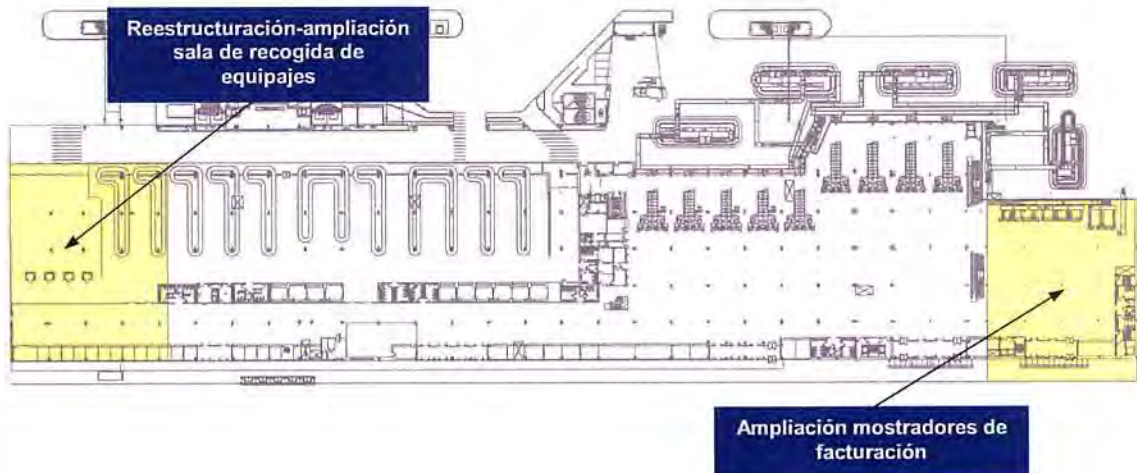 Reestructuración-ampliación
sala de recogida de
equipajes
Ampliación mostradores de
facturación